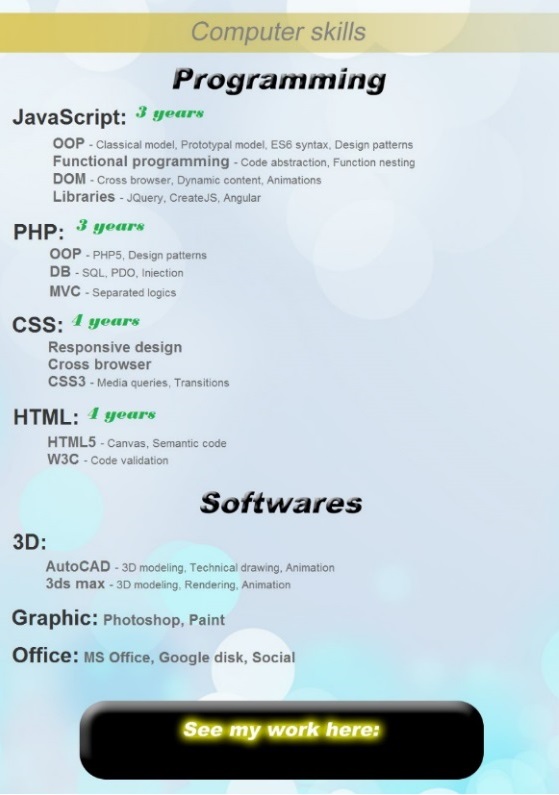 Computer skills
Programming
JavaScript: 3 years
OOP - Classical model, Prototypal model, ES6 syntax, Design patterns
Functional programming - Code abstraction, Function nesting
DOM - Cross browser, Dynamic content, Animations
Libraries - JQuery, CreateJS, Angular
PHP: 3 years
OOP - PHP5, Design patterns
DB - SQL, PDO, Iniection
MVC - Separated logics
CSS: 4 years
Responsive design
Cross browser
CSS3 - Media queries, Transitions
HTML: 4 years
HTML5 - Canvas, Semantic code
W3C - Code validation
Softwares
3D:
AutoCAD - 3D modeling, Technical drawing, Animation
3ds max - 3D modeling, Rendering, Animation
Graphic: Photoshop, Paint
Office: MS Office, Google disk, Social
See my work here: